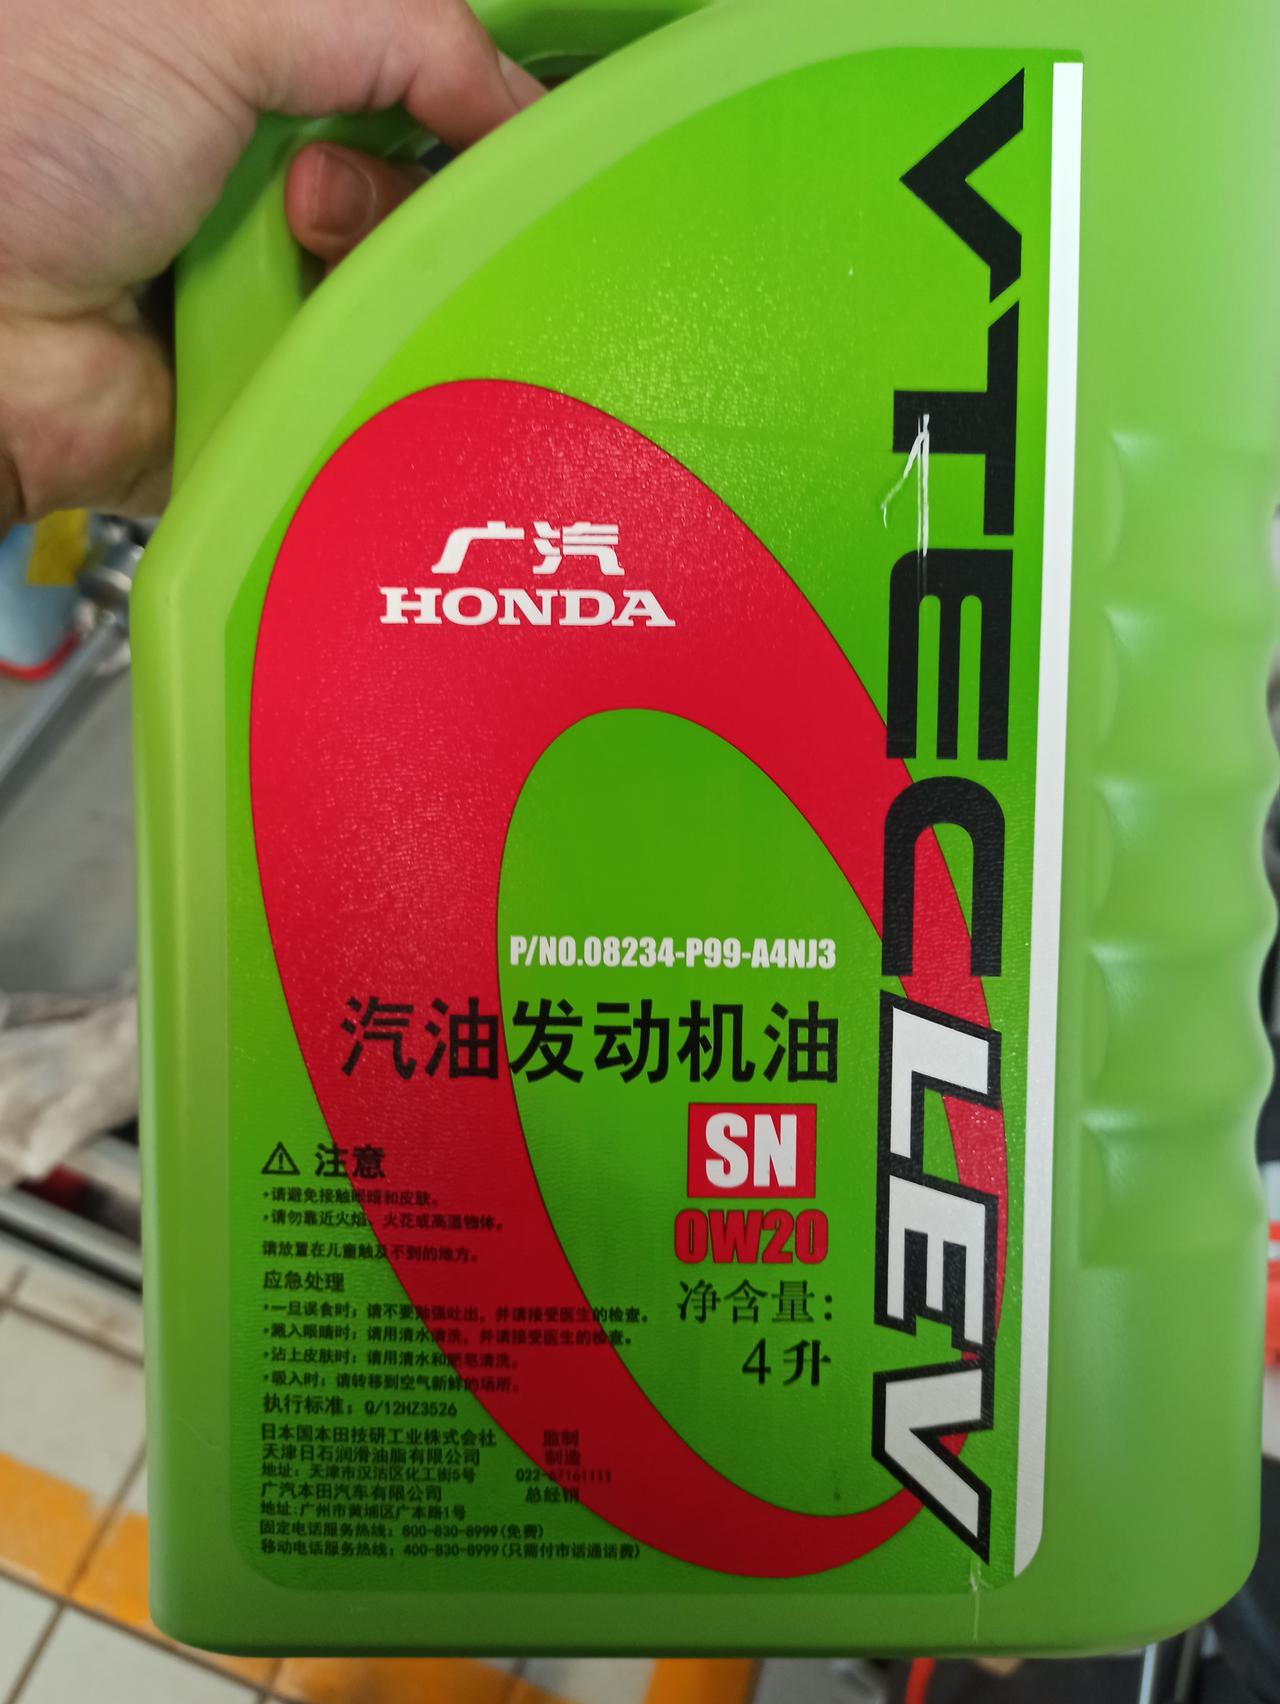 VTEC LEV
广汽
HONDA
P/NO.08234-P99-A4NJ3
汽油发动机油
SN
0W20
净含量:
4升
注意
·请避免接触眼睛和皮肤。
·请勿靠近火焰、火花或高温物体。
请放置在儿童触及不到的地方。
应急处理
·一旦误食时:请不要勉强吐出,并请接受医生的检查。
·溅入眼睛时:请用清水清洗,并请接受医生的检查。
·沾上皮肤时:请用清水和肥皂清洗。
·吸入时:请转移到空气新鲜的场所。
执行标准:Q/12HZ3526
日本国本田技研工业株式会社 监制
天津日石润滑油脂有限公司 制造
地址:天津市汉沽区化工街5号 022-67161111
广汽本田汽车有限公司 总经销
地址:广州市黄埔区广本路1号
固定电话服务热线:800-830-8999(免费)
移动电话服务热线:400-830-8999(只需付市话通话费)